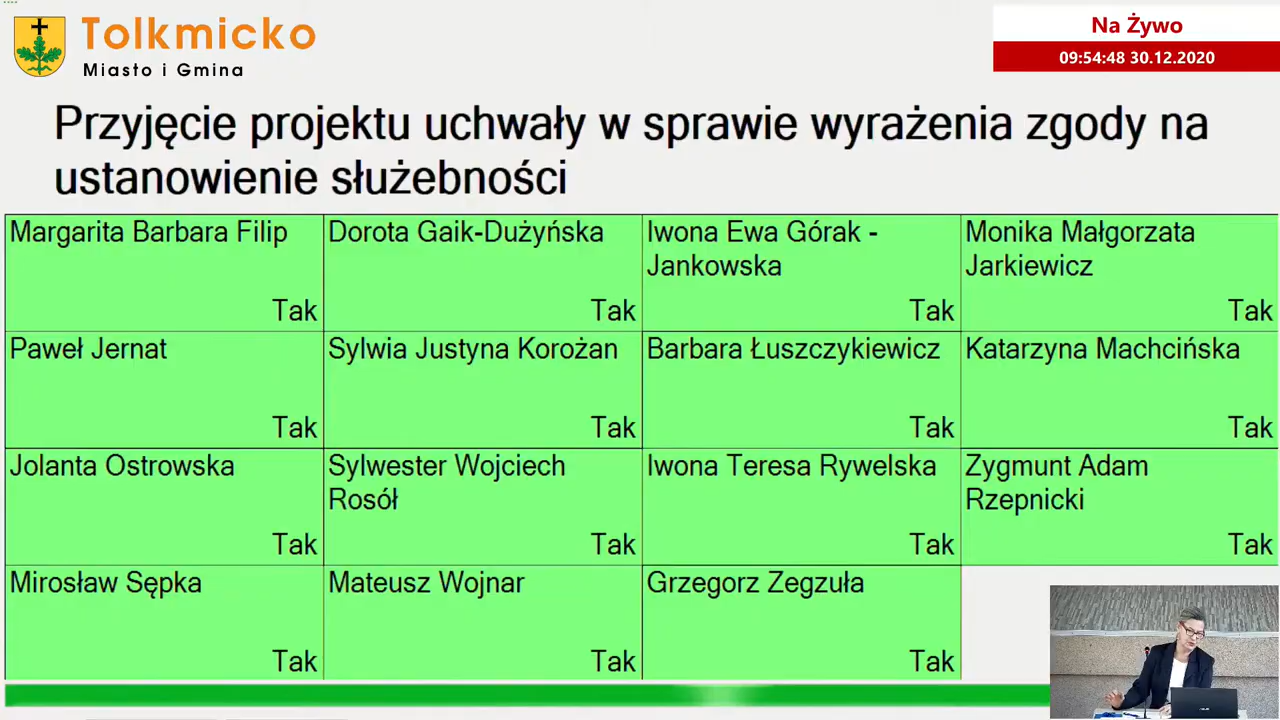 Tolkmicko
Miasto i Gmina
Na Żywo
09:54:48 30.12.2020
Przyjęcie projektu uchwały w sprawie wyrażenia zgody na
ustanowienie służebności
Margarita Barbara Filip
Tak
Dorota Gaik-Dużyńska
Tak
Iwona Ewa Górak -
Jankowska
Tak
Monika Małgorzata
Jarkiewicz
Tak
Paweł Jernat
Tak
Sylwia Justyna Korożan
Tak
Barbara Łuszczykiewicz
Tak
Katarzyna Machcińska
Tak
Jolanta Ostrowska
Tak
Sylwester Wojciech
Rosół
Tak
Iwona Teresa Rywelska
Tak
Zygmunt Adam
Rzepnicki
Tak
Mirosław Sępka
Tak
Mateusz Wojnar
Tak
Grzegorz Zegzuła
Tak